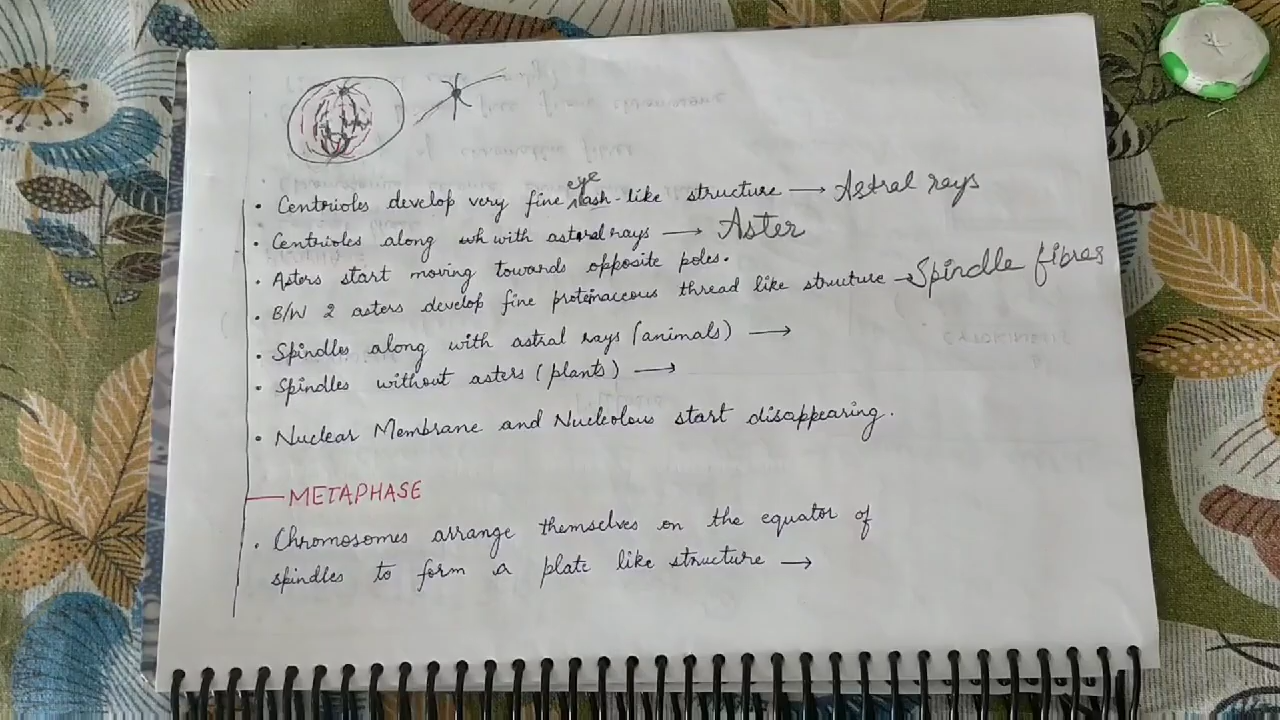 • Centrioles develop very fine eye lash-like structure → Astral rays
• Centrioles along wh with astral rays → Aster
• Asters start moving towards opposite poles.
• B/W 2 asters develop fine proteinaceous thread like structure → Spindle fibres
• Spindles along with astral rays (animals) →
• Spindles without asters (plants) →
• Nuclear Membrane and Nucleolous start disappearing.
METAPHASE
• Chromosomes arrange themselves on the equator of
spindles to form a plate like structure →